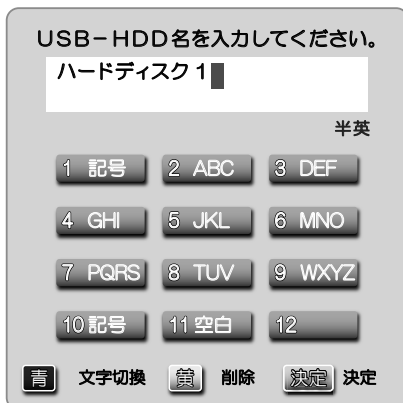 USB-HDD名を入力してください。
ハードディスク1
半英
1 記号 2 ABC 3 DEF
4 GHI 5 JKL 6 MNO
7 PQRS 8 TUV 9 WXYZ
10 記号 11 空白 12
青 文字切換 黄 削除 決定 決定